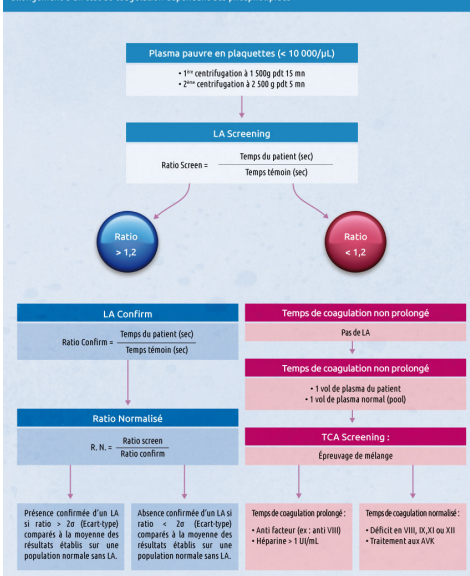 Plasma pauvre en plaquettes (< 10 000/µL)
• 1ère centrifugation à 1 500g pdt 15 mn
• 2ème centrifugation à 2 500 g pdt 5 mn
LA Screening
Ratio Screen =
Temps du patient (sec)
Temps témoin (sec)
Ratio
> 1,2
Ratio
< 1,2
LA Confirm
Ratio Confirm =
Temps du patient (sec)
Temps témoin (sec)
Ratio Normalisé
R. N. =
Ratio screen
Ratio confirm
Présence confirmée d'un LA
si ratio > 2σ (Ecart-type)
comparés à la moyenne des
résultats établis sur une
population normale sans LA.
Absence confirmée d'un LA si
ratio < 2σ (Ecart-type)
comparés à la moyenne des
résultats établis sur une
population normale sans LA.
Temps de coagulation non prolongé
Pas de LA
Temps de coagulation non prolongé
• 1 vol de plasma du patient
• 1 vol de plasma normal (pool)
TCA Screening :
Épreuvage de mélange
Temps de coagulation prolongé :
• Anti facteur (ex : anti VIII)
• Héparine > 1 UI/mL
Temps de coagulation normalisé :
• Déficit en VIII, IX,XI ou XII
• Traitement aux AVK